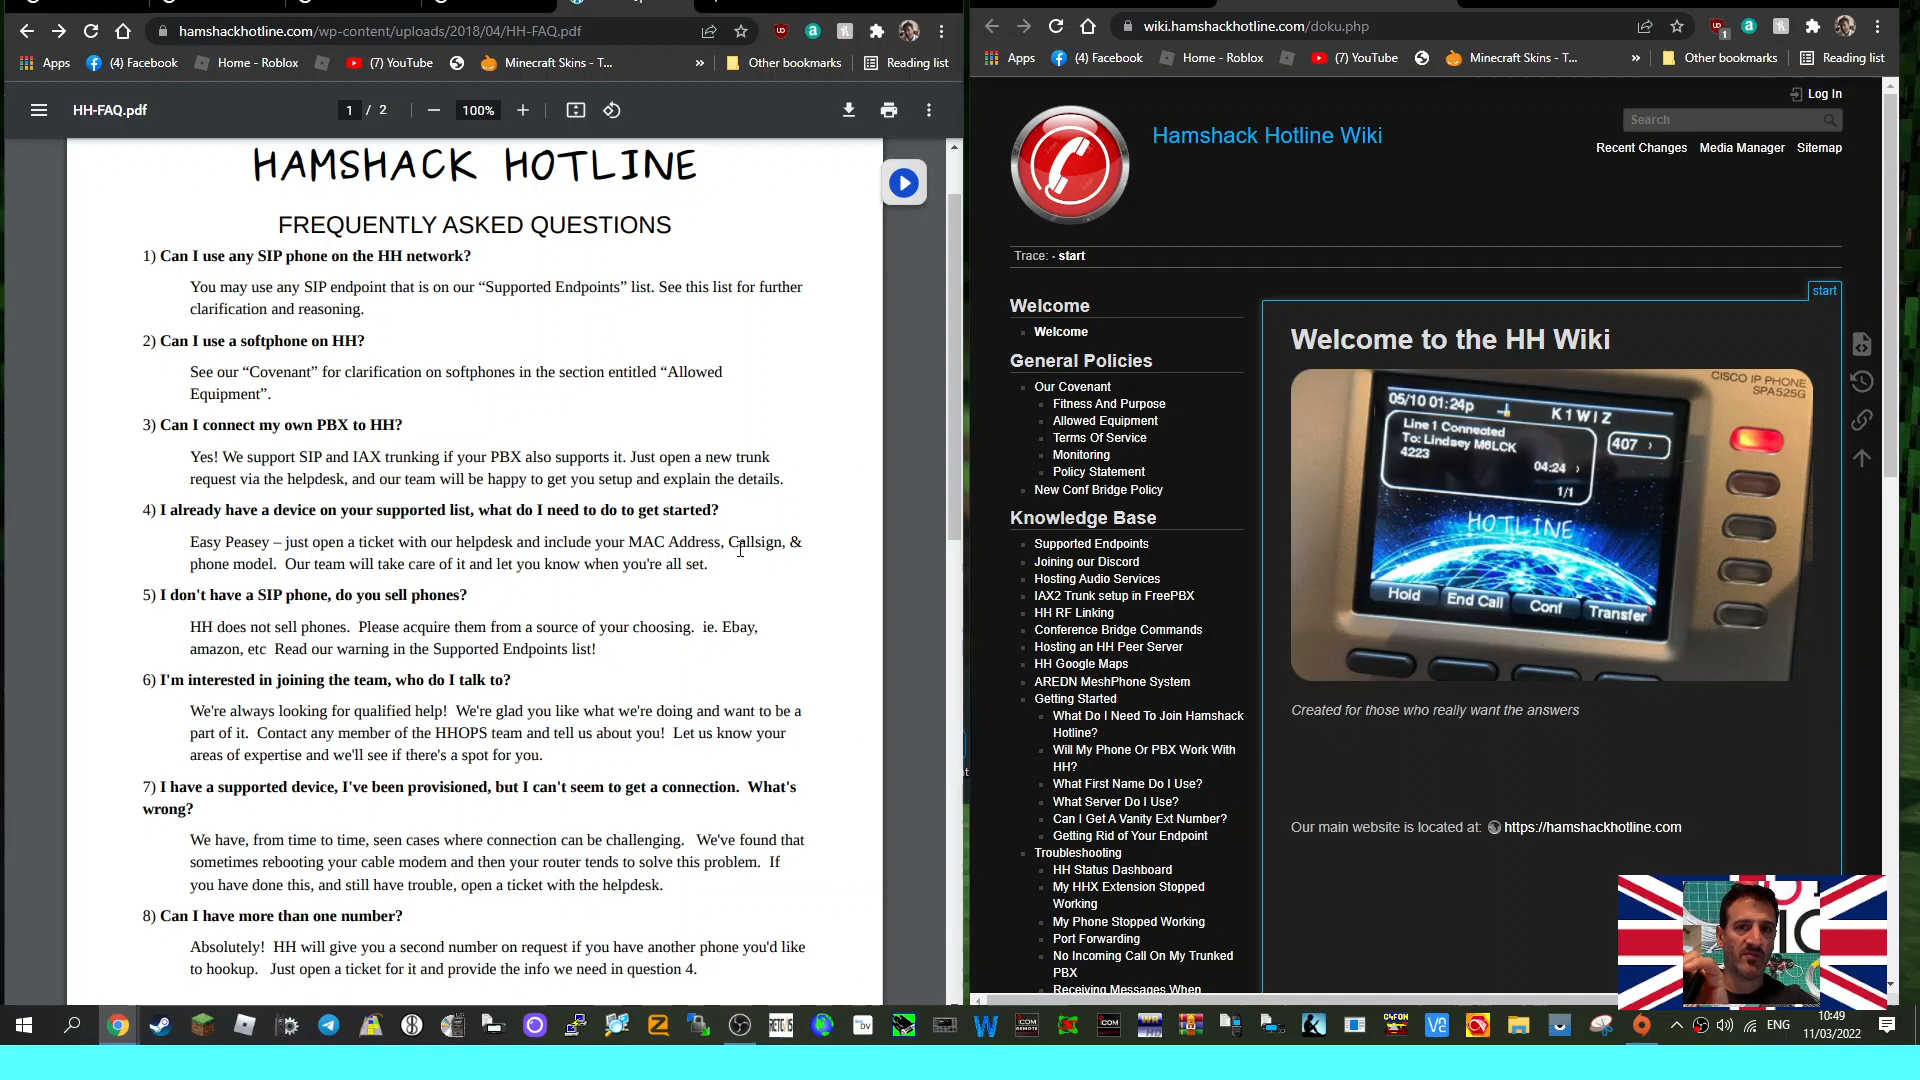 hamshackhotline.com/wp-content/uploads/2018/04/HH-FAQ.pdf
Apps
(4) Facebook
Home - Roblox
(7) YouTube
Minecraft Skins - T...
»
Other bookmarks
Reading list
HH-FAQ.pdf
1 / 2
100%
HAMSHACK HOTLINE
FREQUENTLY ASKED QUESTIONS
1) Can I use any SIP phone on the HH network?
You may use any SIP endpoint that is on our “Supported Endpoints” list. See this list for further
clarification and reasoning.
2) Can I use a softphone on HH?
See our “Covenant” for clarification on softphones in the section entitled “Allowed
Equipment”.
3) Can I connect my own PBX to HH?
Yes! We support SIP and IAX trunking if your PBX also supports it. Just open a new trunk
request via the helpdesk, and our team will be happy to get you setup and explain the details.
4) I already have a device on your supported list, what do I need to do to get started?
Easy Peasey – just open a ticket with our helpdesk and include your MAC Address, Callsign, &
phone model. Our team will take care of it and let you know when you're all set.
5) I don't have a SIP phone, do you sell phones?
HH does not sell phones. Please acquire them from a source of your choosing. ie. Ebay,
amazon, etc Read our warning in the Supported Endpoints list!
6) I'm interested in joining the team, who do I talk to?
We're always looking for qualified help! We're glad you like what we're doing and want to be a
part of it. Contact any member of the HHOPS team and tell us about you! Let us know your
areas of expertise and we'll see if there's a spot for you.
7) I have a supported device, I've been provisioned, but I can't seem to get a connection. What's
wrong?
We have, from time to time, seen cases where connection can be challenging. We've found that
sometimes rebooting your cable modem and then your router tends to solve this problem. If
you have done this, and still have trouble, open a ticket with the helpdesk.
8) Can I have more than one number?
Absolutely! HH will give you a second number on request if you have another phone you'd like
to hookup. Just open a ticket for it and provide the info we need in question 4.
wiki.hamshackhotline.com/doku.php
Apps
(4) Facebook
Home - Roblox
(7) YouTube
Minecraft Skins - T...
»
Other bookmarks
Reading list
Log In
Hamshack Hotline Wiki
Search
Recent Changes
Media Manager
Sitemap
Trace: - start
start
Welcome
Welcome
General Policies
Our Covenant
Fitness And Purpose
Allowed Equipment
Terms Of Service
Monitoring
Policy Statement
New Conf Bridge Policy
Knowledge Base
Supported Endpoints
Joining our Discord
Hosting Audio Services
IAX2 Trunk setup in FreePBX
HH RF Linking
Conference Bridge Commands
Hosting an HH Peer Server
HH Google Maps
AREDN MeshPhone System
Getting Started
What Do I Need To Join Hamshack
Hotline?
Will My Phone Or PBX Work With
HH?
What First Name Do I Use?
What Server Do I Use?
Can I Get A Vanity Ext Number?
Getting Rid of Your Endpoint
Troubleshooting
HH Status Dashboard
My HHX Extension Stopped
Working
My Phone Stopped Working
Port Forwarding
No Incoming Call On My Trunked
PBX
Receiving Messages When
Welcome to the HH Wiki
CISCO IP PHONE
SPA525G
05/10 01:24p
K1WIZ
Line 1 Connected
To: Lindsey M6LCK
4223
407
04:24
1/1
HOTLINE
Hold
End Call
Conf
Transfer
Created for those who really want the answers
Our main website is located at: https://hamshackhotline.com
ENG
10:49
11/03/2022